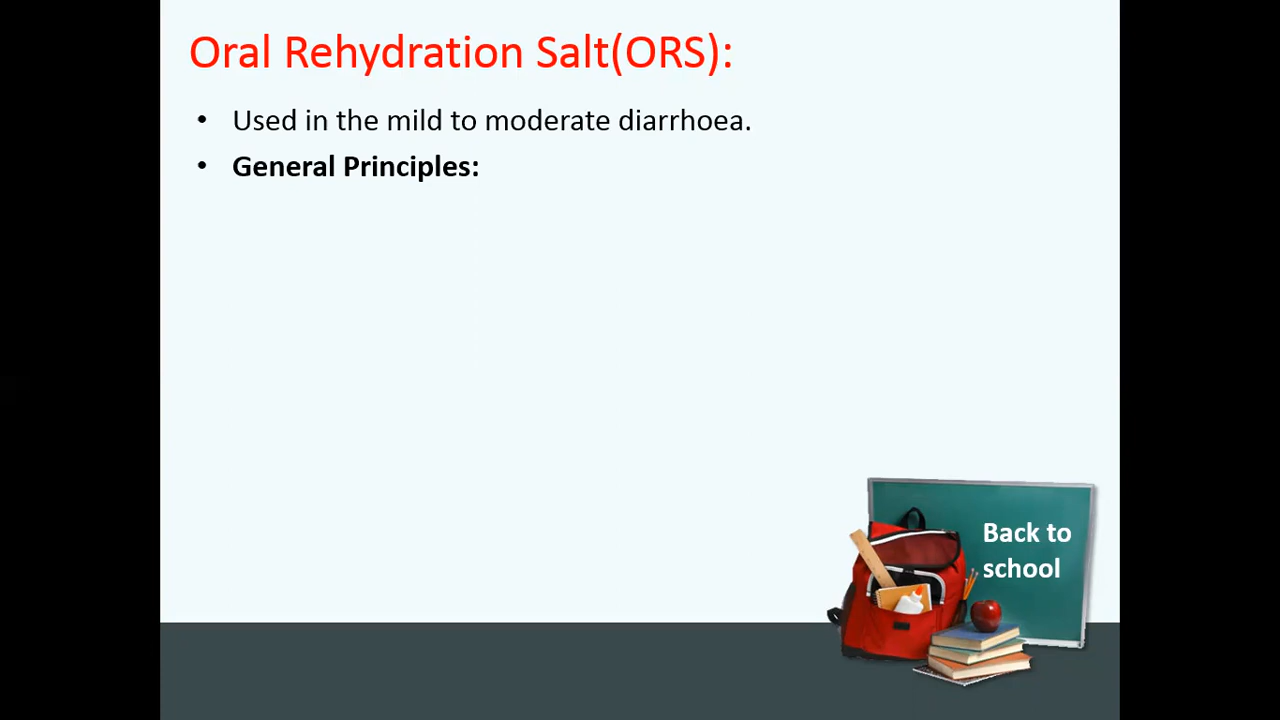 Oral Rehydration Salt(ORS):
• Used in the mild to moderate diarrhoea.
• General Principles:
Back to
school